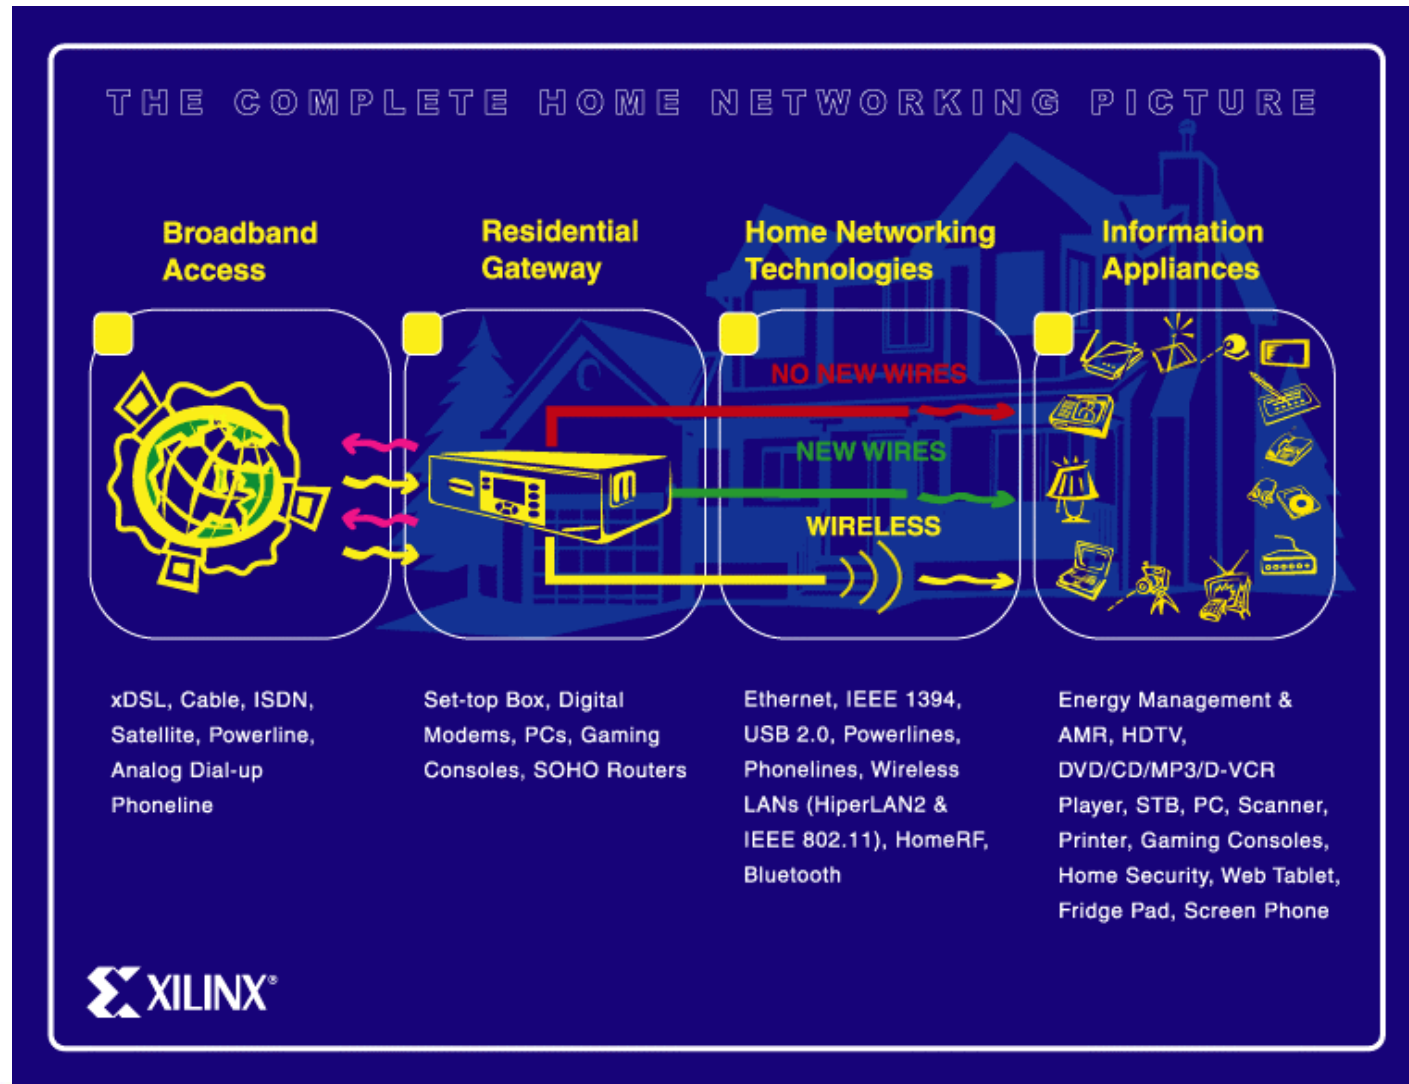 THE COMPLETE HOME NETWORKING PICTURE
Broadband
Access
Residential
Gateway
Home Networking
Technologies
Information
Appliances
NO NEW WIRES
NEW WIRES
WIRELESS
xDSL, Cable, ISDN,
Satellite, Powerline,
Analog Dial-up
Phoneline
Set-top Box, Digital
Modems, PCs, Gaming
Consoles, SOHO Routers
Ethernet, IEEE 1394,
USB 2.0, Powerlines,
Phonelines, Wireless
LANs (HiperLAN2 &
IEEE 802.11), HomeRF,
Bluetooth
Energy Management &
AMR, HDTV,
DVD/CD/MP3/D-VCR
Player, STB, PC, Scanner,
Printer, Gaming Consoles,
Home Security, Web Tablet,
Fridge Pad, Screen Phone
XILINX®